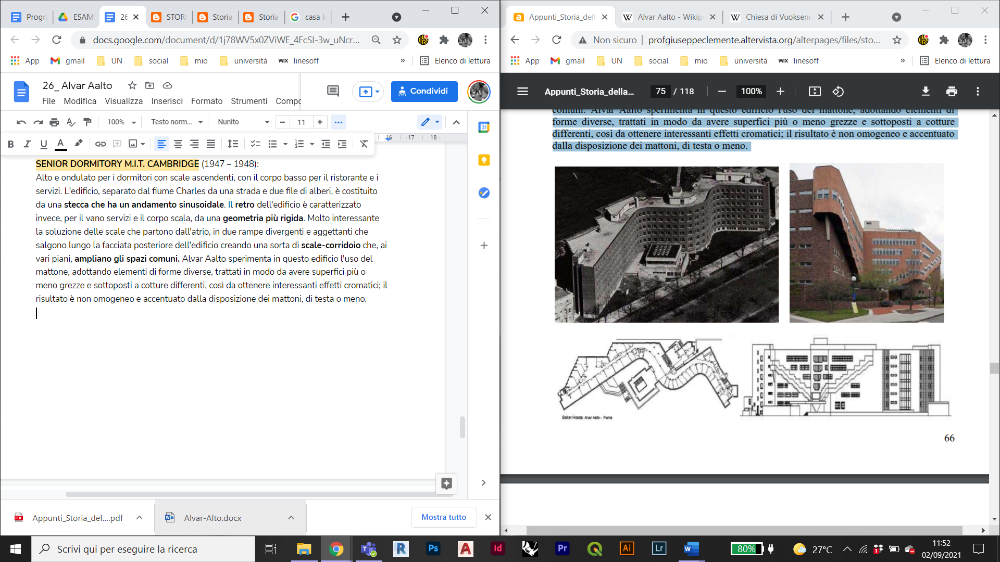 Progr
ESAM
26
STORI
Storia
Storia
casa l
docs.google.com/document/d/1j78WV5x0ZViWE_4FcSI-3w_uNcr...
App
gmail
UN
social
mio
università
WIX linesoff
»
Elenco di lettura
26_ Alvar Aalto
Condividi
File
Modifica
Visualizza
Inserisci
Formato
Strumenti
Compo
100%
Testo norm...
Nunito
11
B I U A
16 17 18
SENIOR DORMITORY M.I.T. CAMBRIDGE (1947 – 1948):
Alto e ondulato per i dormitori con scale ascendenti, con il corpo basso per il ristorante e i
servizi. L'edificio, separato dal fiume Charles da una strada e due file di alberi, è costituito
da una stecca che ha un andamento sinusoidale. Il retro dell'edificio è caratterizzato
invece, per il vano servizi e il corpo scala, da una geometria più rigida. Molto interessante
la soluzione delle scale che partono dall'atrio, in due rampe divergenti e aggettanti che
salgono lungo la facciata posteriore dell'edificio creando una sorta di scale-corridoio che, ai
vari piani, ampliano gli spazi comuni. Alvar Aalto sperimenta in questo edificio l'uso del
mattone, adottando elementi di forme diverse, trattati in modo da avere superfici più o
meno grezze e sottoposti a cotture differenti, così da ottenere interessanti effetti cromatici; il
risultato è non omogeneo e accentuato dalla disposizione dei mattoni, di testa o meno.
31
Appunti_Storia_del....pdf
Alvar-Alto.docx
Mostra tutto
Appunti_Storia_dell
Alvar Aalto - Wikipe
Chiesa di Vuoksenn
Non sicuro | profgiuseppeclemente.altervista.org/alterpages/files/sto...
App
gmail
UN
social
mio
università
WIX linesoff
»
Elenco di lettura
Appunti_Storia_della...
75 / 118
100%
comuni. Alvar Aalto sperimenta in questo edificio l'uso del mattone, adottando elementi di
forme diverse, trattati in modo da avere superfici più o meno grezze e sottoposti a cotture
differenti, così da ottenere interessanti effetti cromatici; il risultato è non omogeneo e accentuato
dalla disposizione dei mattoni, di testa o meno.
Baker House, Alvar Aalto - Pianta
66
Scrivi qui per eseguire la ricerca
R
Ps
A
Id
Pr
Ai
Lr
W
80%
27°C
11:52
02/09/2021